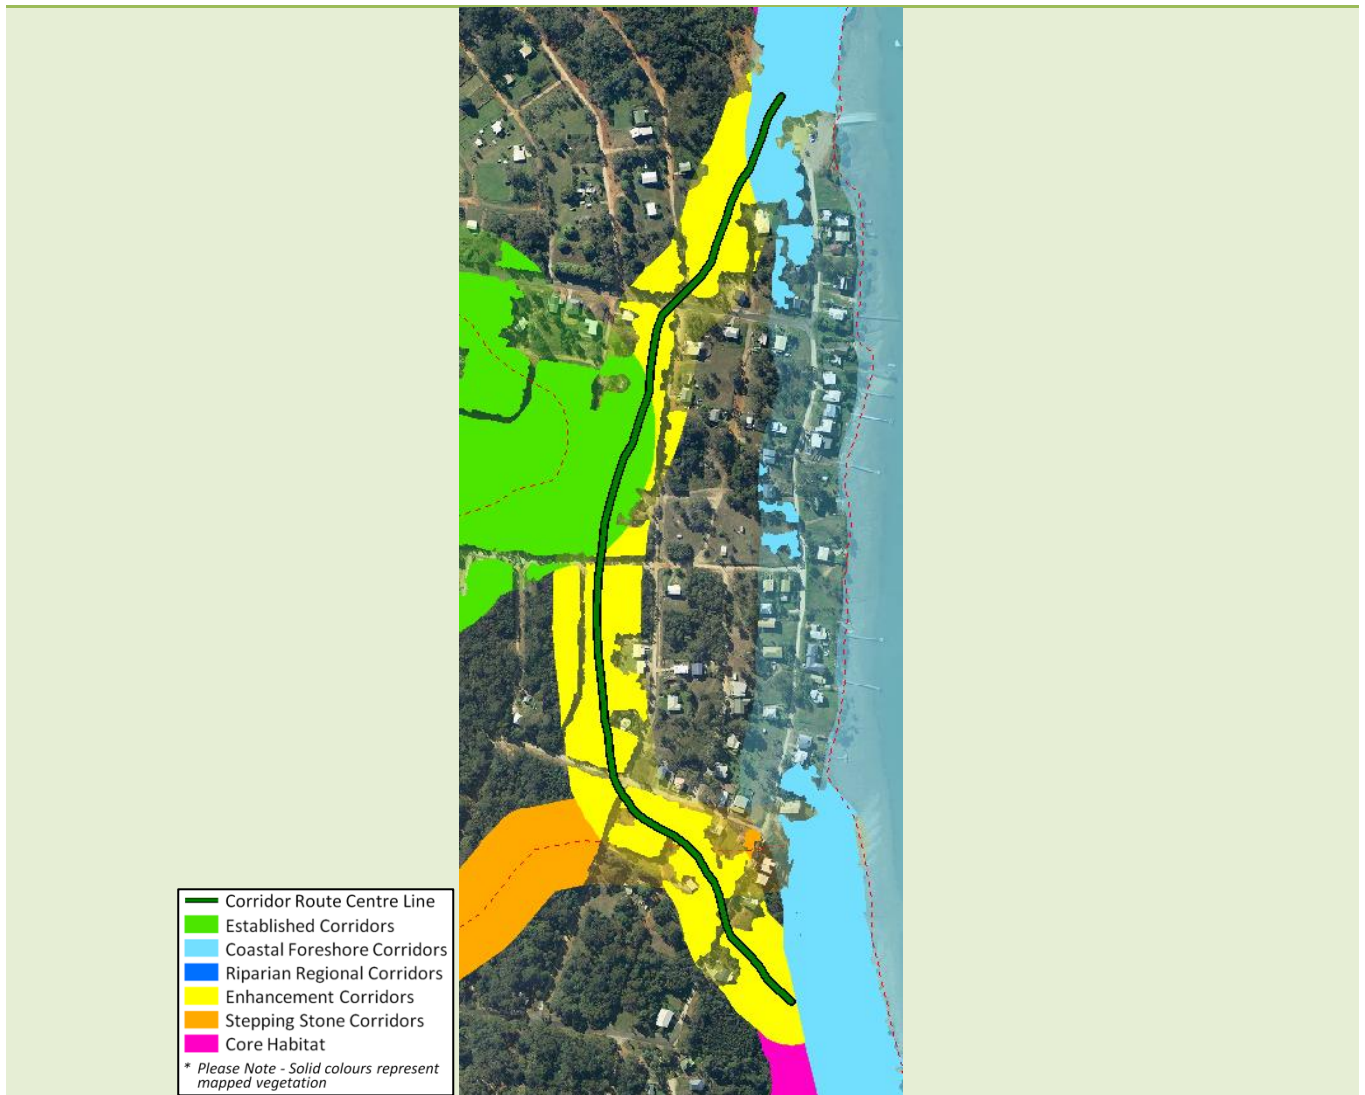 Corridor Route Centre Line
Established Corridors
Coastal Foreshore Corridors
Riparian Regional Corridors
Enhancement Corridors
Stepping Stone Corridors
Core Habitat
* Please Note - Solid colours represent
mapped vegetation